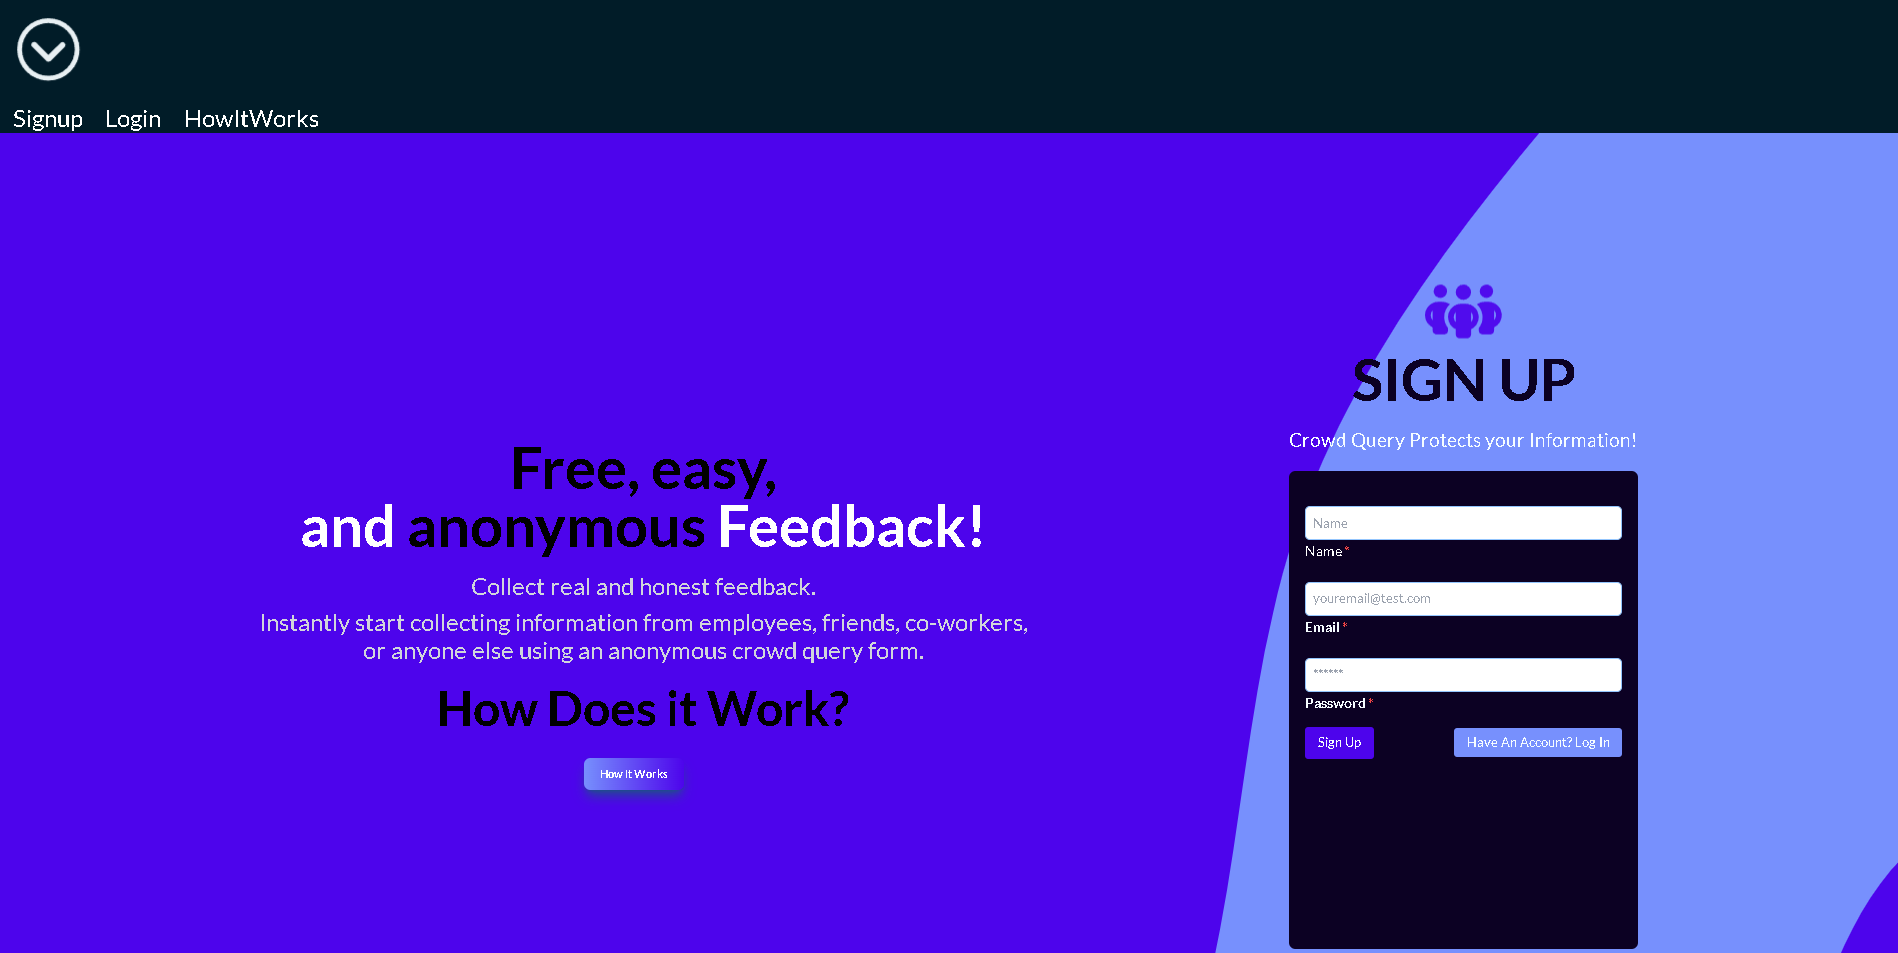 Signup Login HowItWorks
Free, easy,
and anonymous Feedback!
Collect real and honest feedback.
Instantly start collecting information from employees, friends, co-workers,
or anyone else using an anonymous crowd query form.
How Does it Work?
How It Works
SIGN UP
Crowd Query Protects your Information!
Name
Name *
youremail@test.com
Email *
******
Password *
Sign Up Have An Account? Log In